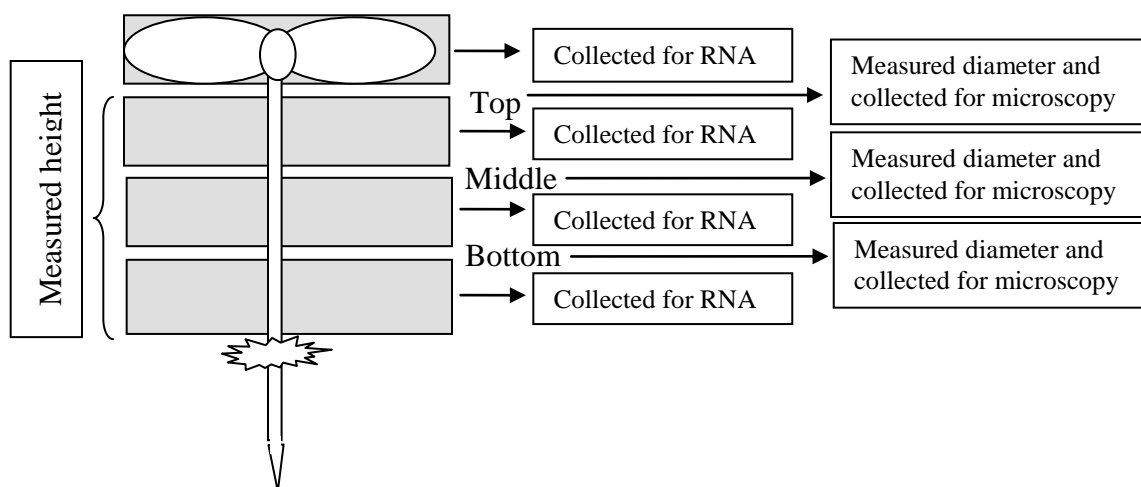 Measured height
Collected for RNA
Top
Measured diameter and
collected for microscopy
Collected for RNA
Middle
Measured diameter and
collected for microscopy
Collected for RNA
Bottom
Measured diameter and
collected for microscopy
Collected for RNA